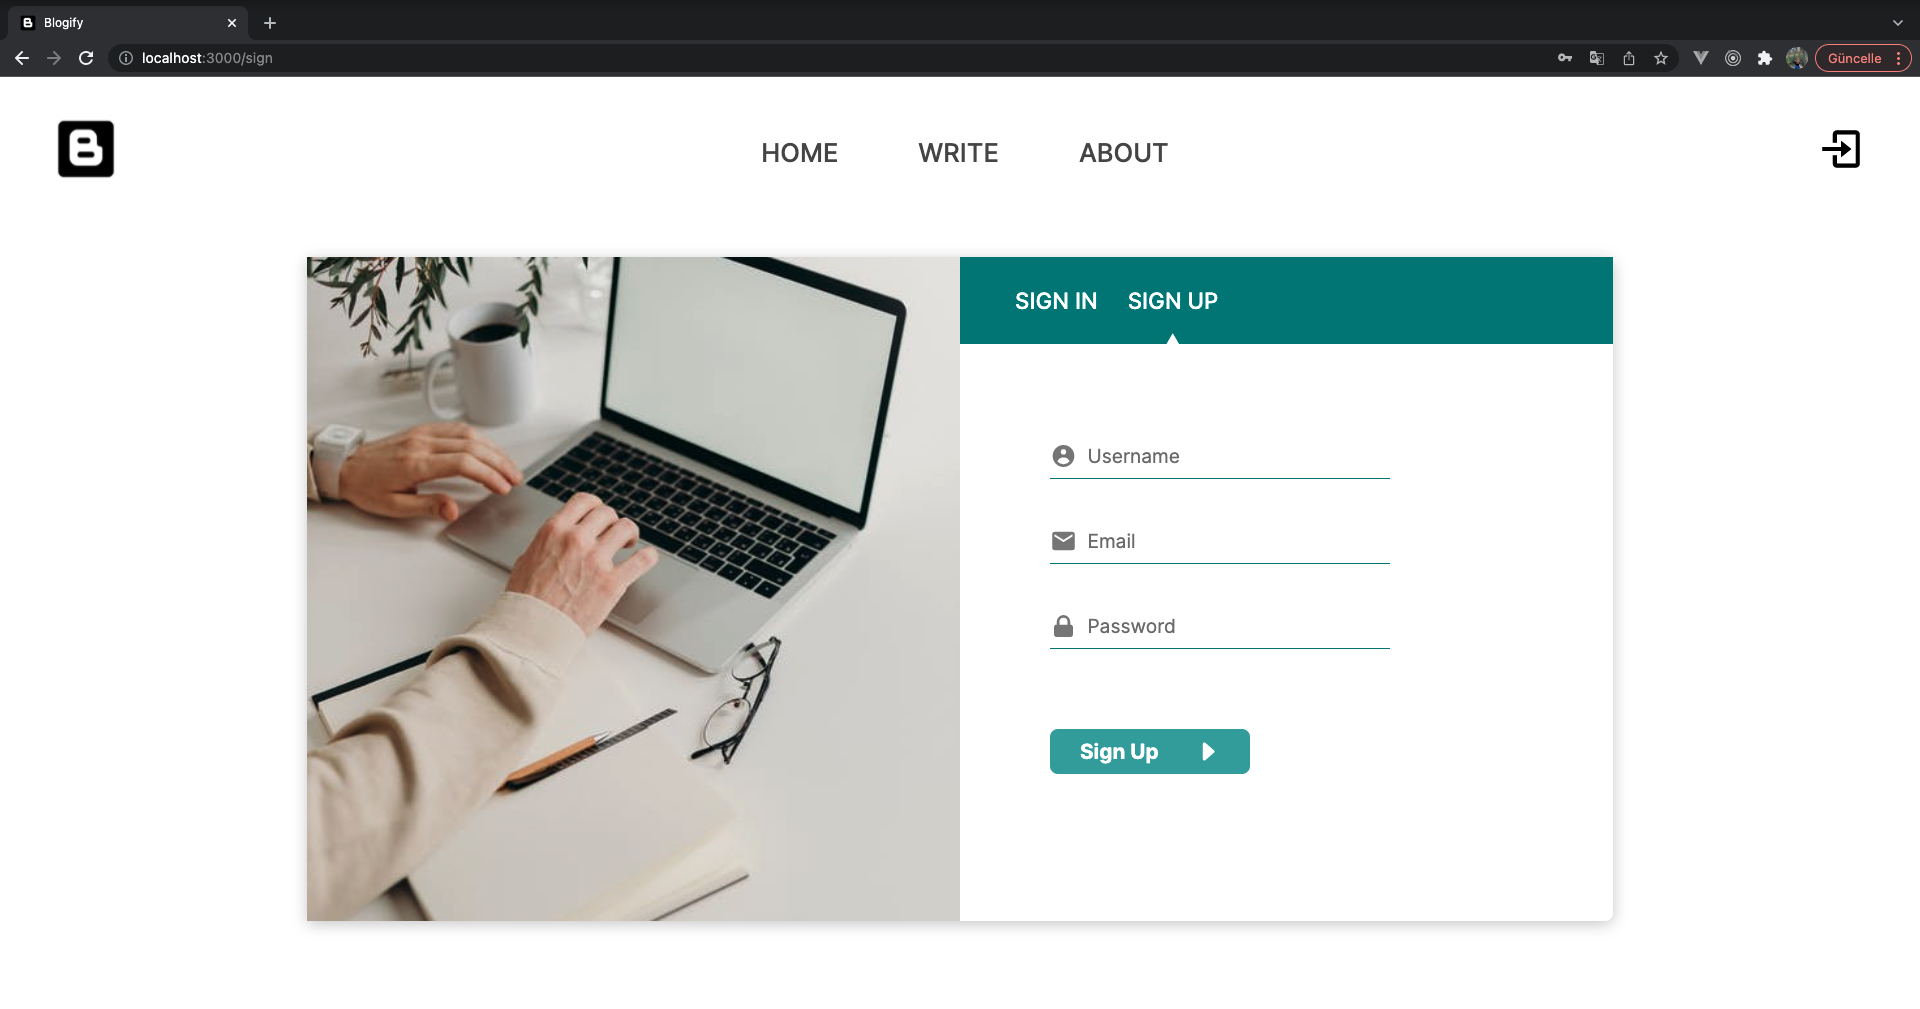 Blogify
localhost:3000/sign
Güncelle
B
HOME WRITE ABOUT
SIGN IN SIGN UP
Username
Email
Password
Sign Up